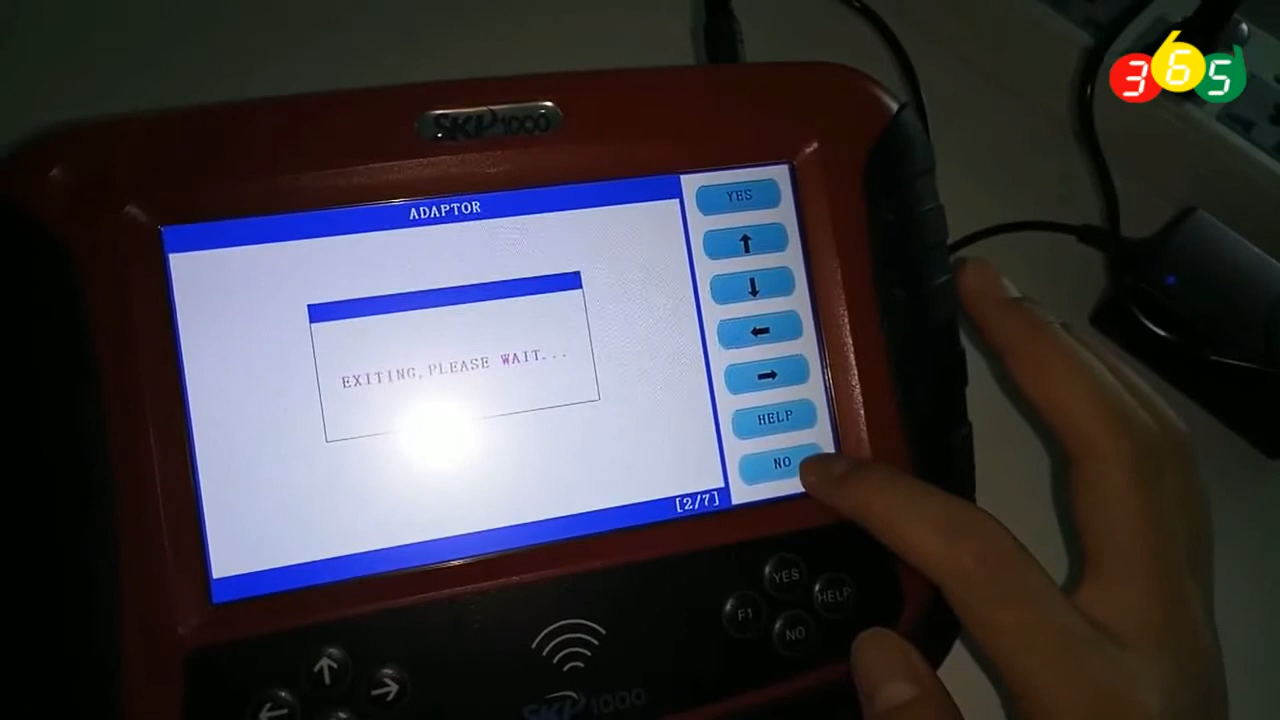 365
SKP1000
ADAPTOR
YES
EXITING,PLEASE WAIT...
HELP
NO
[2/7]
YES
HELP
F1
NO
SKP1000